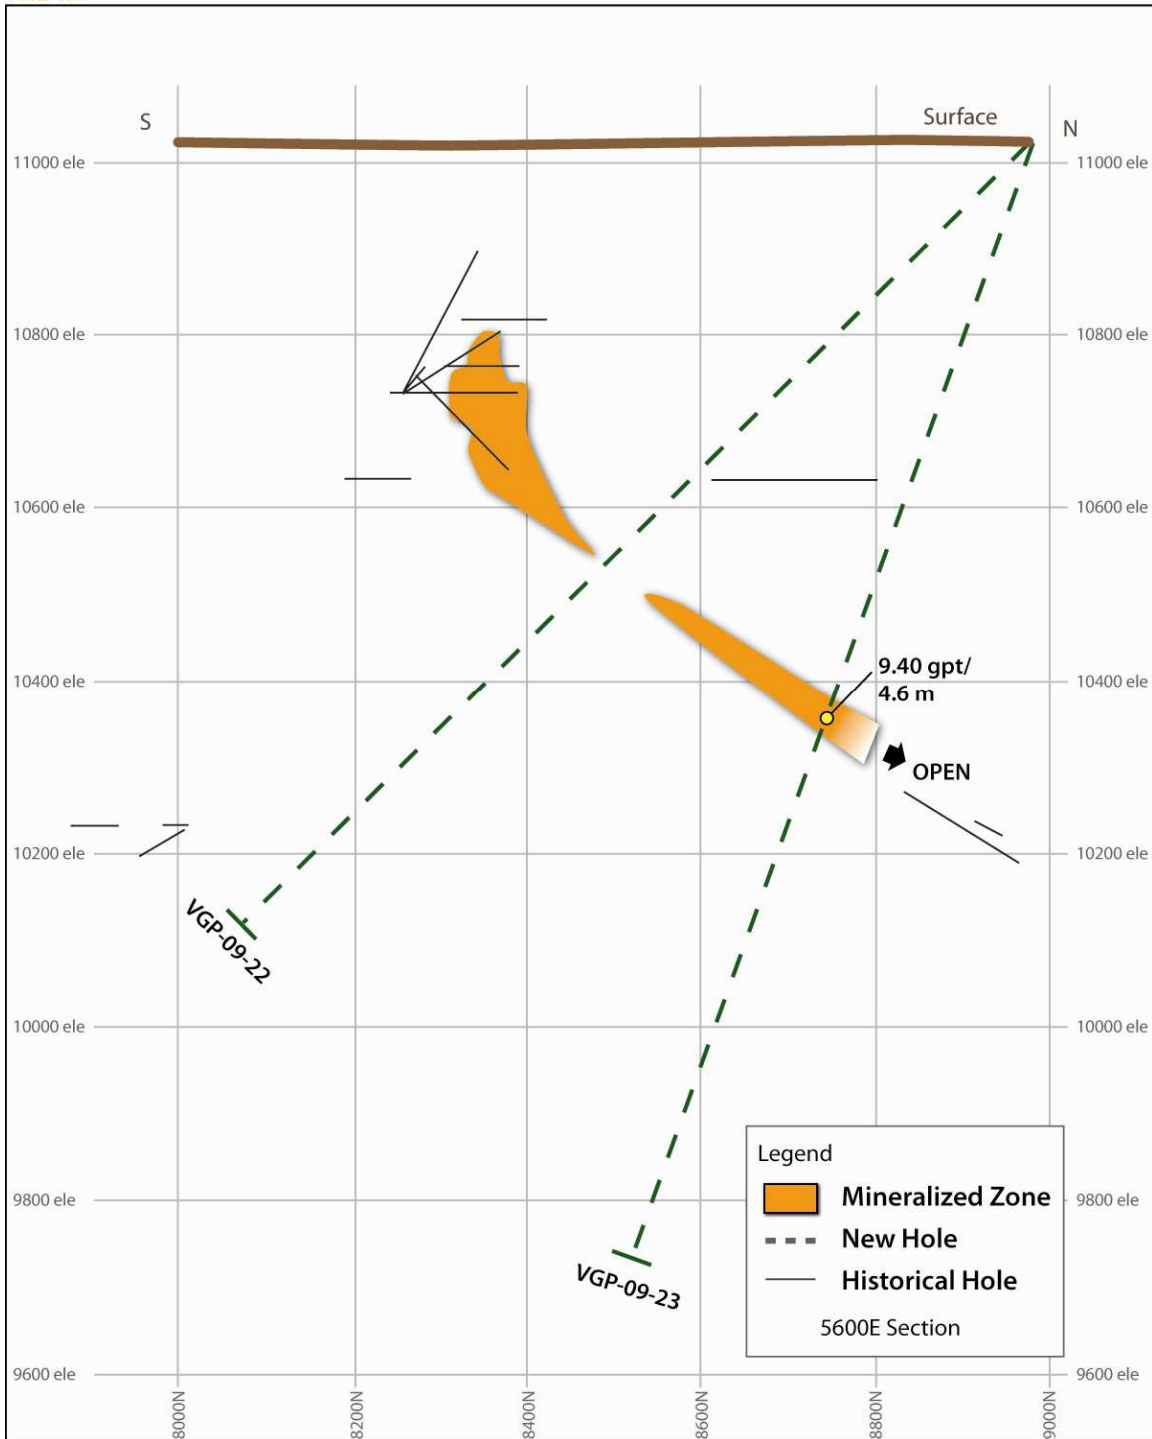 S
Surface
N
11000 ele
11000 ele
10800 ele
10800 ele
10600 ele
10600 ele
9.40 gpt/
4.6 m
10400 ele
10400 ele
OPEN
10200 ele
10200 ele
VGP-09-22
10000 ele
10000 ele
Legend
Mineralized Zone
9800 ele
9800 ele
New Hole
VGP-09-23
Historical Hole
5600E Section
9600 ele
9600 ele
8000N
8200N
8400N
8600N
8800N
9000N